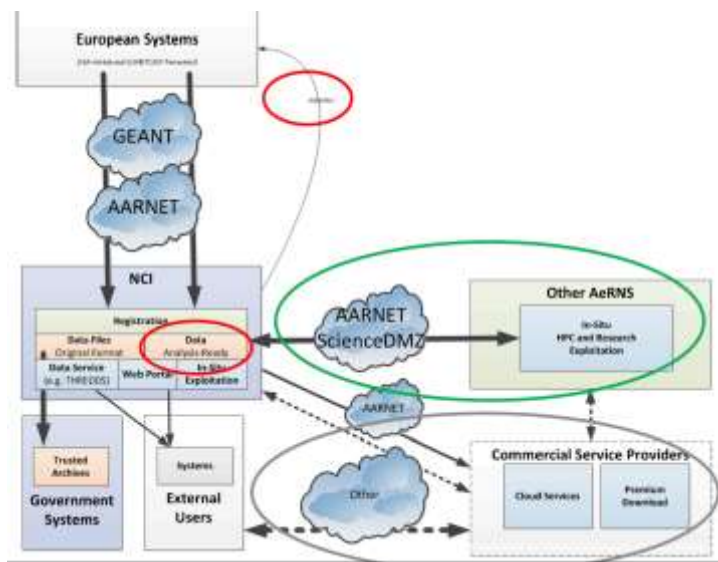 European Systems
GEANT
AARNET
NCI
Registration
Data Files
Original Format
Data
Analysis-Ready
Data Service
(e.g. THREDDS)
Web Portal
In-Situ
Exploitation
AARNET
ScienceDMZ
Other AeRNS
In-Situ
HPC and Research
Exploitation
AARNET
Trusted
Archives
Government
Systems
Systems
External
Users
Other
Commercial Service Providers
Cloud Services
Premium
Download